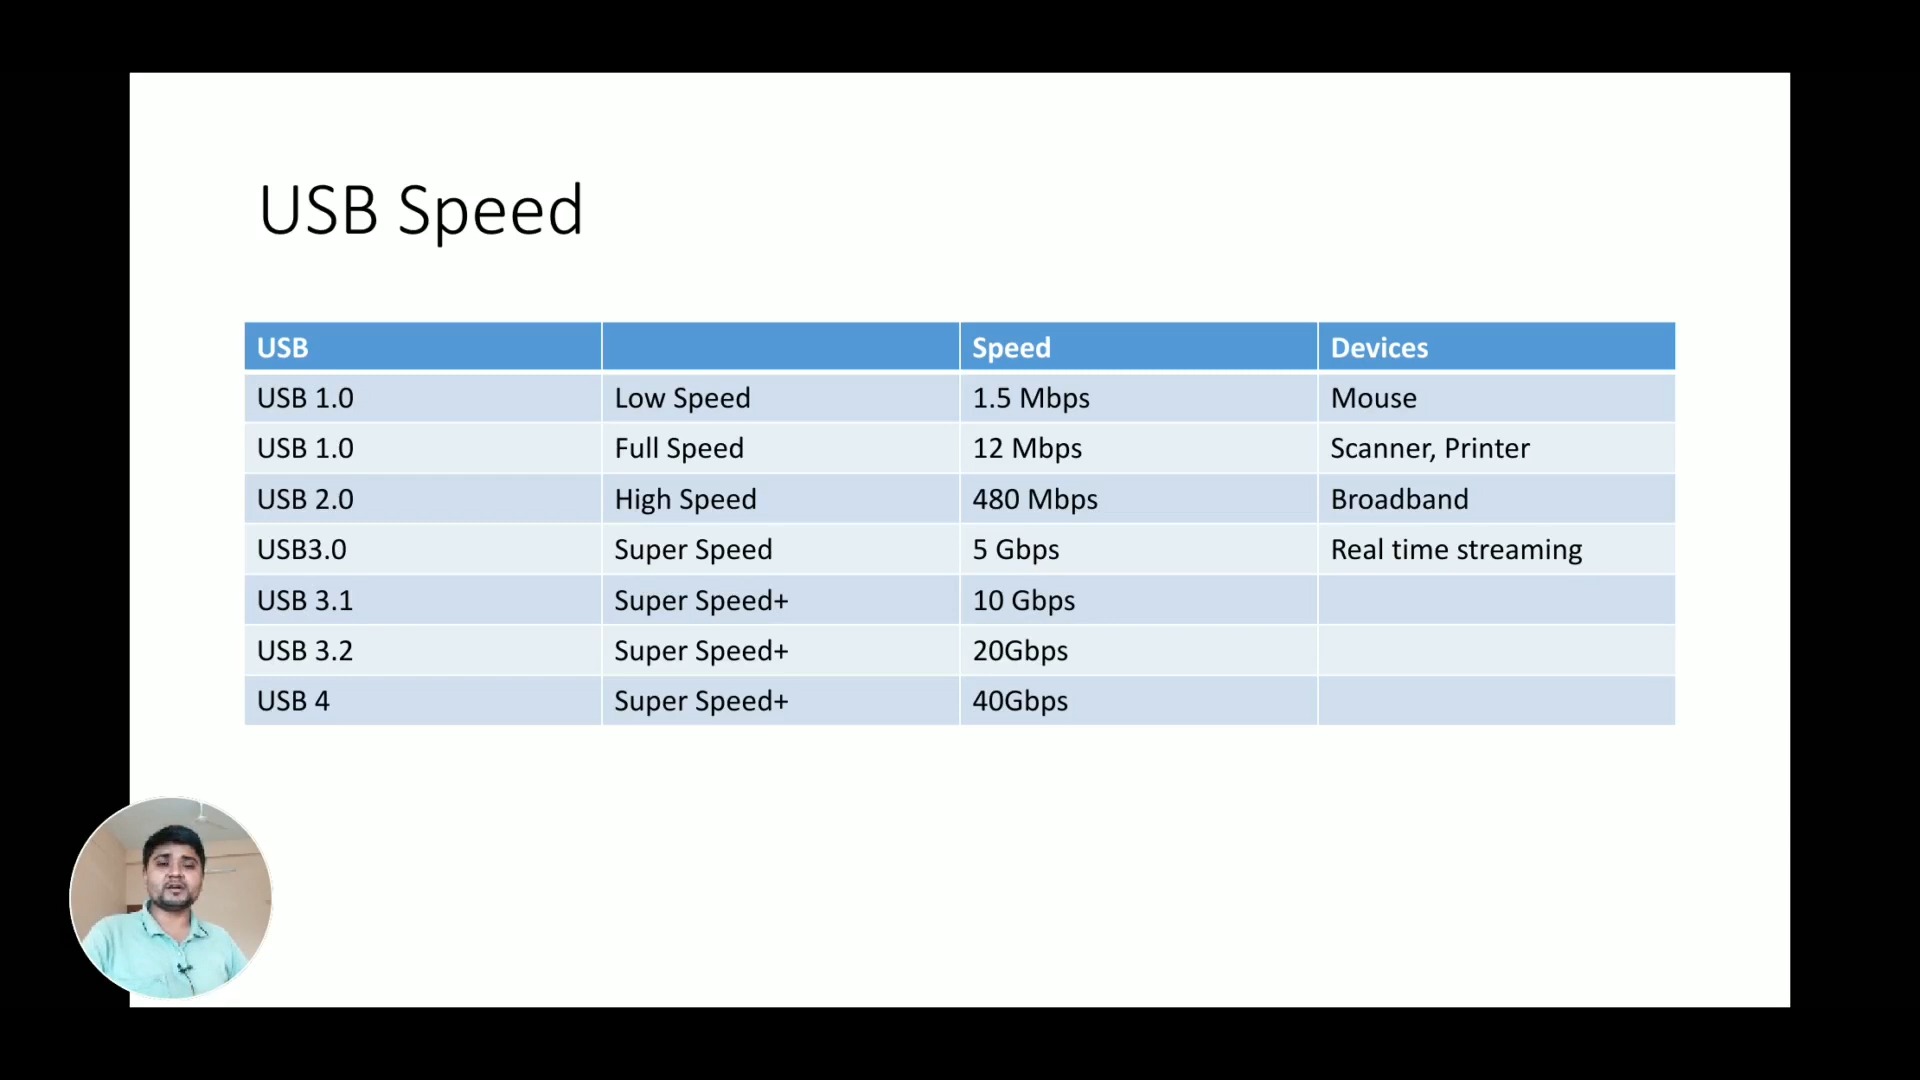 USB Speed
USB Speed Devices
USB 1.0 Low Speed 1.5 Mbps Mouse
USB 1.0 Full Speed 12 Mbps Scanner, Printer
USB 2.0 High Speed 480 Mbps Broadband
USB3.0 Super Speed 5 Gbps Real time streaming
USB 3.1 Super Speed+ 10 Gbps
USB 3.2 Super Speed+ 20Gbps
USB 4 Super Speed+ 40Gbps